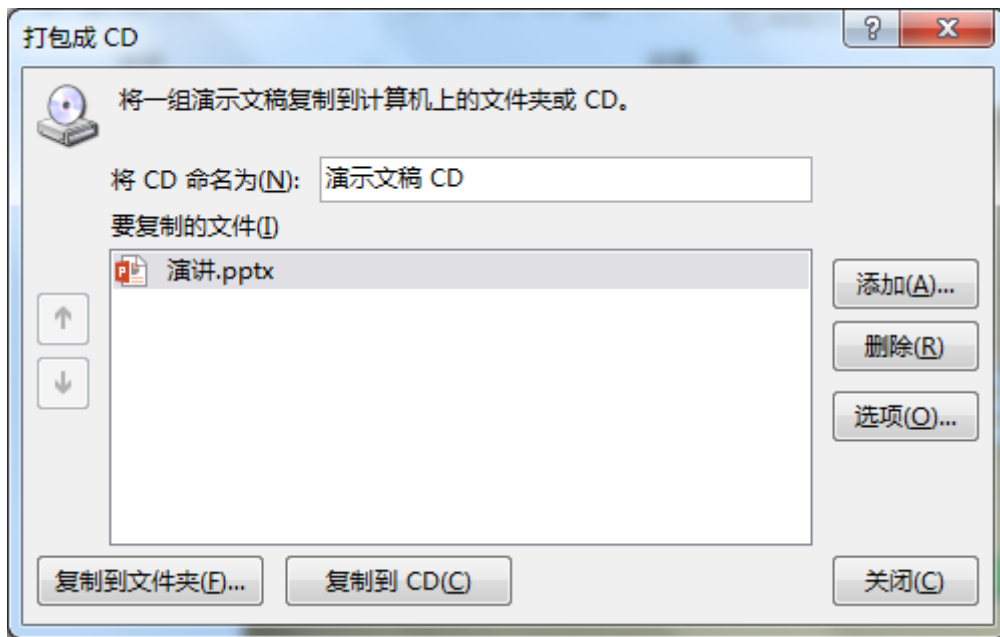 打包成 CD
将一组演示文稿复制到计算机上的文件夹或 CD。
将 CD 命名为(N): 演示文稿 CD
要复制的文件(I)
演讲.pptx
添加(A)...
删除(R)
选项(O)...
复制到文件夹(F)... 复制到 CD(C) 关闭(C)